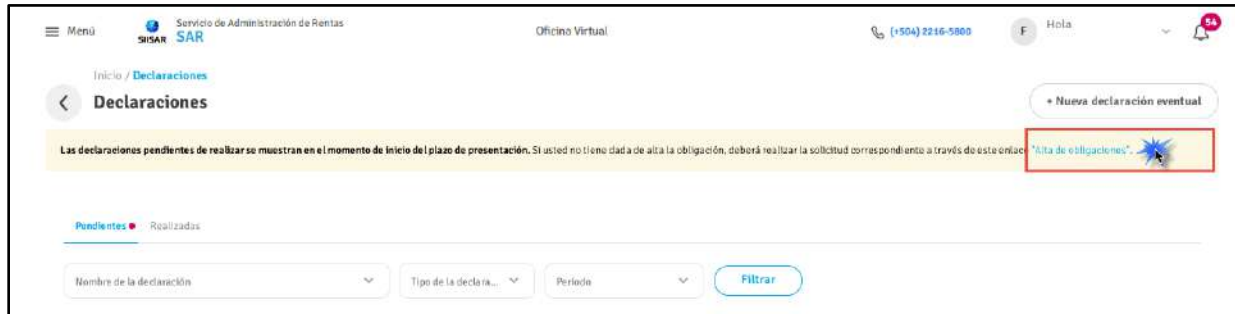 Menú
SIISAR
Servicio de Administración de Rentas
SAR
Oficina Virtual
(+504) 2216-5800
F
Hola
54
Inicio / Declaraciones
Declaraciones
+ Nueva declaración eventual
Las declaraciones pendientes de realizar se muestran en el momento de inicio del plazo de presentación. Si usted no tiene dada de alta la obligación, deberá realizar la solicitud correspondiente a través de este enlace "Alta de obligaciones".
Pendientes
Realizadas
Nombre de la declaración
Tipo de la declara...
Periodo
Filtrar